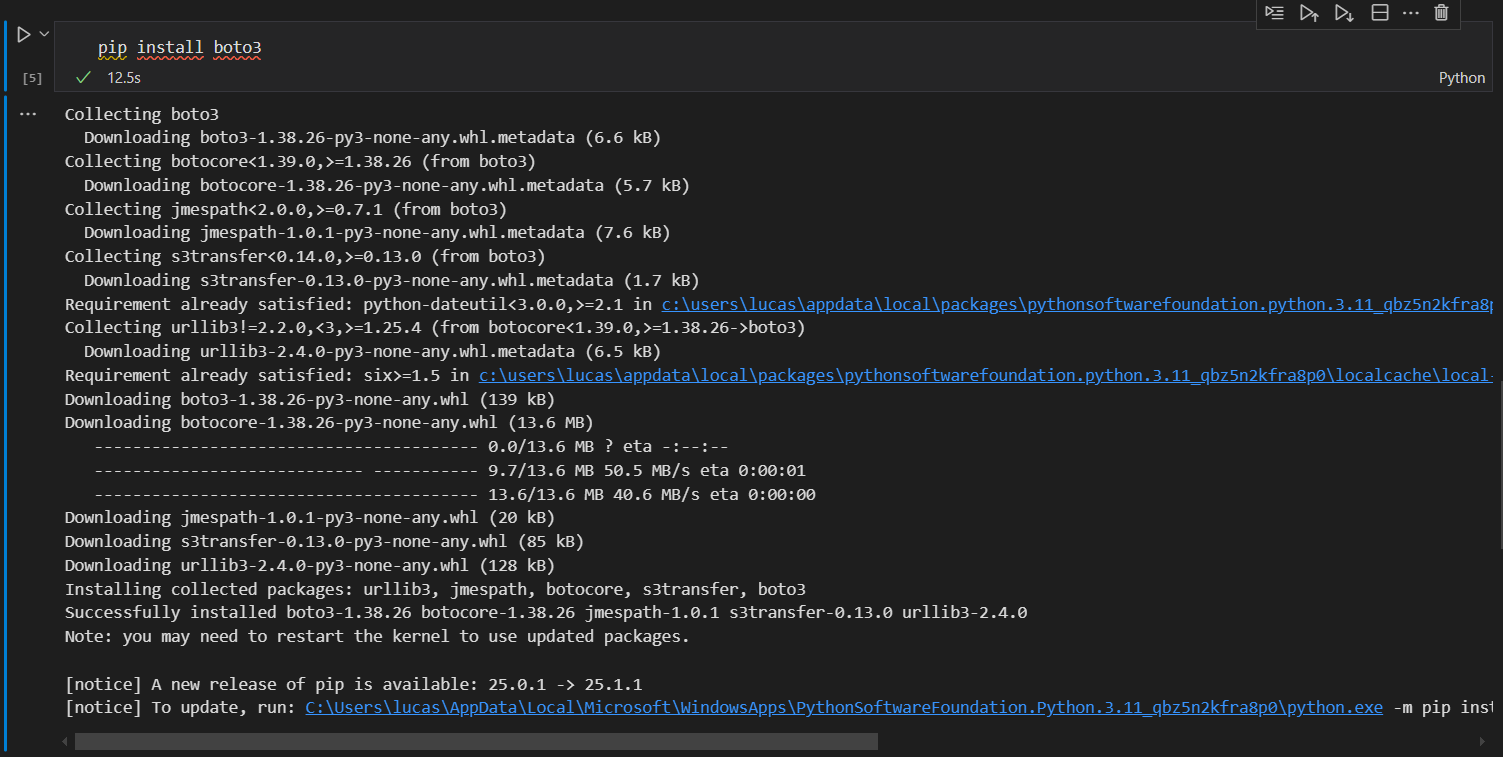 pip install boto3
[5]
12.5s
Python
Collecting boto3
Downloading boto3-1.38.26-py3-none-any.whl.metadata (6.6 kB)
Collecting botocore<1.39.0,>=1.38.26 (from boto3)
Downloading botocore-1.38.26-py3-none-any.whl.metadata (5.7 kB)
Collecting jmespath<2.0.0,>=0.7.1 (from boto3)
Downloading jmespath-1.0.1-py3-none-any.whl.metadata (7.6 kB)
Collecting s3transfer<0.14.0,>=0.13.0 (from boto3)
Downloading s3transfer-0.13.0-py3-none-any.whl.metadata (1.7 kB)
Requirement already satisfied: python-dateutil<3.0.0,>=2.1 in c:\users\lucas\appdata\local\packages\pythonsoftwarefoundation.python.3.11_qbz5n2kfra8p
Collecting urllib3!=2.2.0,<3,>=1.25.4 (from botocore<1.39.0,>=1.38.26->boto3)
Downloading urllib3-2.4.0-py3-none-any.whl.metadata (6.5 kB)
Requirement already satisfied: six>=1.5 in c:\users\lucas\appdata\local\packages\pythonsoftwarefoundation.python.3.11_qbz5n2kfra8p0\localcache\local-
Downloading boto3-1.38.26-py3-none-any.whl (139 kB)
Downloading botocore-1.38.26-py3-none-any.whl (13.6 MB)
---------------------------------------- 0.0/13.6 MB ? eta -:--:--
---------------------------- ----------- 9.7/13.6 MB 50.5 MB/s eta 0:00:01
---------------------------------------- 13.6/13.6 MB 40.6 MB/s eta 0:00:00
Downloading jmespath-1.0.1-py3-none-any.whl (20 kB)
Downloading s3transfer-0.13.0-py3-none-any.whl (85 kB)
Downloading urllib3-2.4.0-py3-none-any.whl (128 kB)
Installing collected packages: urllib3, jmespath, botocore, s3transfer, boto3
Successfully installed boto3-1.38.26 botocore-1.38.26 jmespath-1.0.1 s3transfer-0.13.0 urllib3-2.4.0
Note: you may need to restart the kernel to use updated packages.
[notice] A new release of pip is available: 25.0.1 -> 25.1.1
[notice] To update, run: C:\Users\lucas\AppData\Local\Microsoft\WindowsApps\PythonSoftwareFoundation.Python.3.11_qbz5n2kfra8p0\python.exe -m pip inst